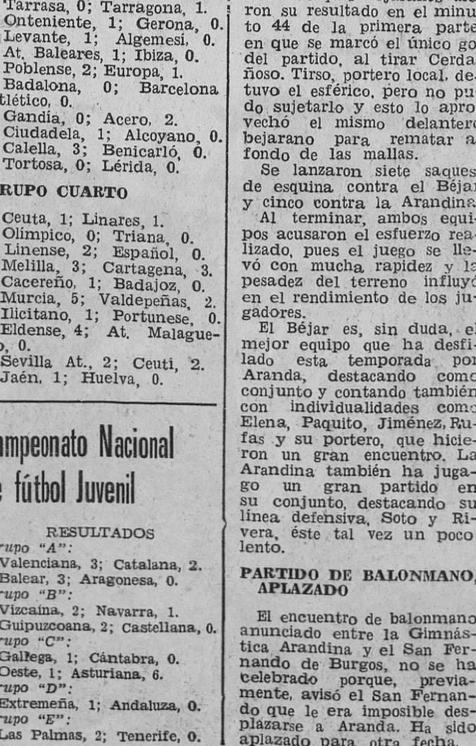 Tarrasa, 0; Tarragona, 1.
Onteniente, 1; Gerona, 0.
Levante, 1; Algemesí, 0.
At. Baleares, 1; Ibiza, 0.
Poblense, 2; Europa, 1.
Badalona, 0; Barcelona
tlético, 0.
Gandía, 0; Acero, 2.
Ciudadela, 1; Alcoyano, 0.
Calella, 3; Benicarló, 0.
Tortosa, 0; Lérida, 0.
RUPO CUARTO
Ceuta, 1; Linares, 1.
Olímpico, 0; Triana, 0.
Linense, 2; Español, 0.
Melilla, 3; Cartagena, 3.
Cacereño, 1; Badajoz, 0.
Murcia, 5; Valdepeñas, 2.
Ilicitano, 1; Portunese, 0.
Eldense, 4; At. Malague-
o, 0.
Sevilla At., 2; Ceuti, 2.
Jaén, 1; Huelva, 0.
ampeonato Nacional
e fútbol Juvenil
RESULTADOS
rupo "A":
Valenciana, 3; Catalana, 2.
Balear, 3; Aragonesa, 0.
rupo "B":
Vizcaína, 2; Navarra, 1.
Guipuzcoana, 2; Castellana, 0.
rupo "C":
Gallega, 1; Cántabra, 0.
Oeste, 1; Asturiana, 6.
rupo "D":
Extremeña, 1; Andaluza, 0.
rupo "E":
Las Palmas, 2; Tenerife, 0.
ron su resultado en el minu
to 44 de la primera parte
en que se marcó el único go
del partido, al tirar Cerda
ñoso. Tirso, portero local, de
tuvo el esférico, pero no pu
do sujetarlo y esto lo apro
vechó el mismo delantero
bejarano para rematar a
fondo de las mallas.
Se lanzaron siete saques
de esquina contra el Béjar
y cinco contra la Arandina
Al terminar, ambos equi
pos acusaron el esfuerzo rea
lizado, pues el juego se lle-
vó con mucha rapidez y la
pesadez del terreno influyó
en el rendimiento de los ju-
gadores.
El Béjar es, sin duda, el
mejor equipo que ha desfi-
lado esta temporada por
Aranda, destacando como
conjunto y contando también
con individualidades como
Elena, Paquito, Jiménez, Ru-
fas y su portero, que hicie-
ron un gran encuentro. La
Arandina también ha juga-
go un gran partido en
su conjunto, destacando su
línea defensiva, Soto y Ri-
vera, éste tal vez un poco
lento.
PARTIDO DE BALONMANO,
APLAZADO
El encuentro de balonmano
anunciado entre la Gimnás-
tica Arandina y el San Fer-
nando de Burgos, no se ha
celebrado porque, previa-
mente, avisó el San Fernan-
do que le era imposible des-
plazarse a Aranda. Ha sido
aplazado para otra fecha.